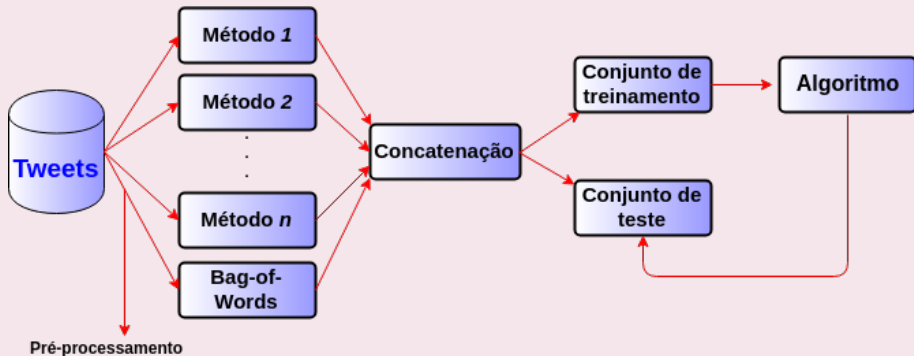 Tweets
Método 1
Método 2
.
.
.
Método n
Bag-of-
Words
Pré-processamento
Concatenação
Conjunto de
treinamento
Conjunto de
teste
Algoritmo